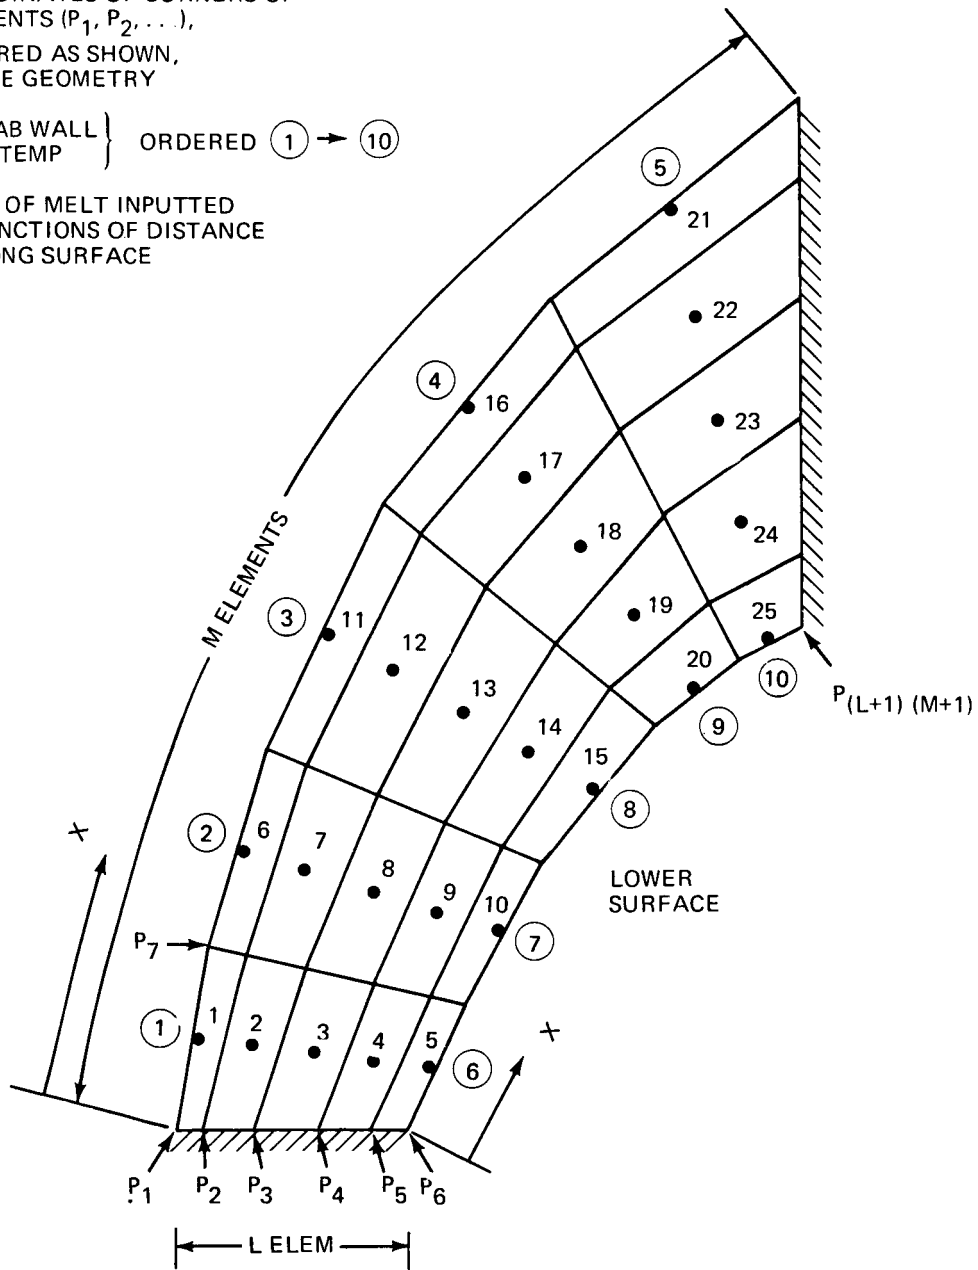 ENTS (P1, P2, . . .),
RED AS SHOWN,
E GEOMETRY
AB WALL
TEMP
ORDERED 1 → 10
OF MELT INPUTTED
NCTIONS OF DISTANCE
ONG SURFACE
5
21
22
4
16
23
17
24
18
M ELEMENTS
3
11
19
25
12
20
10
P(L+1) (M+1)
13
9
14
15
8
X
2
6
7
8
LOWER
SURFACE
9
10
7
P7
1
1
2
3
4
5
6
X
P1 P2 P3 P4 P5 P6
L ELEM